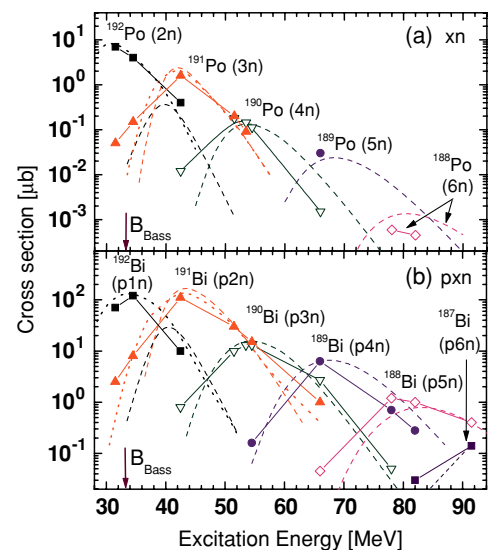 (a) xn
¹⁹²Po (2n)
¹⁹¹Po (3n)
¹⁹⁰Po (4n)
¹⁸⁹Po (5n)
¹⁸⁸Po
(6n)
10¹
10⁰
10⁻¹
10⁻²
10⁻³
B_Bass
Cross section [μb]
(b) pxn
¹⁹²Bi
(p1n)
¹⁹¹Bi (p2n)
¹⁹⁰Bi (p3n)
¹⁸⁹Bi (p4n)
¹⁸⁸Bi (p5n)
¹⁸⁷Bi
(p6n)
10²
10¹
10⁰
10⁻¹
B_Bass
30 40 50 60 70 80 90
Excitation Energy [MeV]